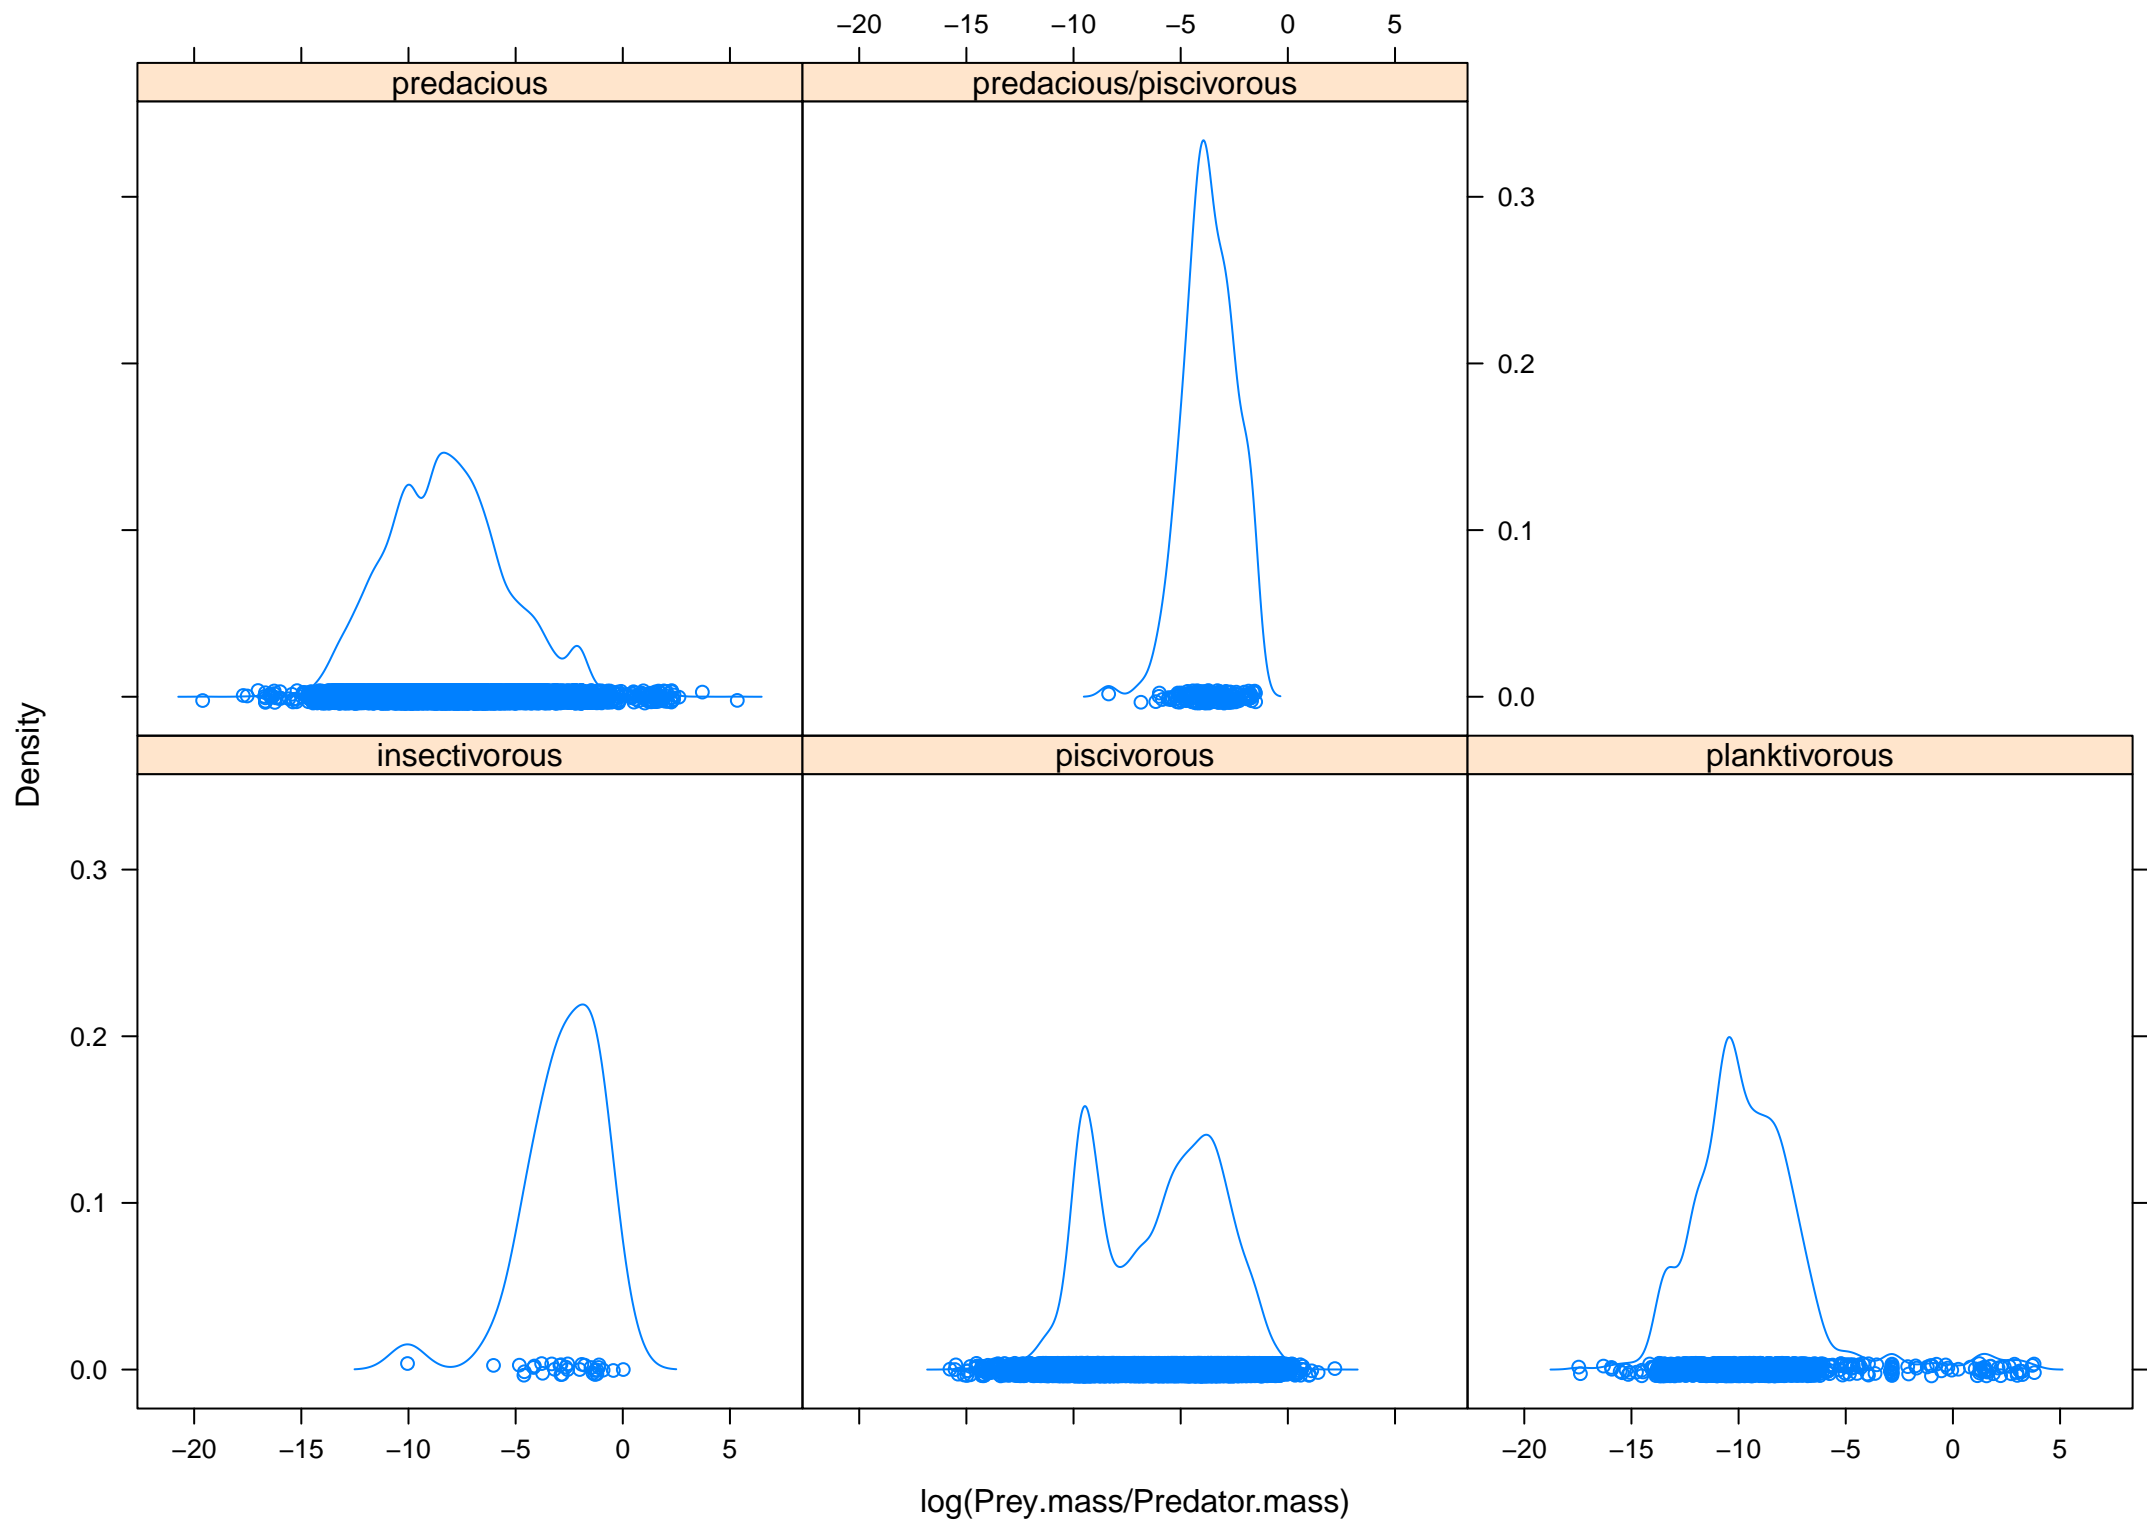 −20 −15 −10 −5 0 5
predacious predacious/piscivorous
0.3
0.2
0.1
0.0
Density
insectivorous piscivorous planktivorous
0.3
0.2
0.1
0.0
−20 −15 −10 −5 0 5 −20 −15 −10 −5 0 5
log(Prey.mass/Predator.mass)